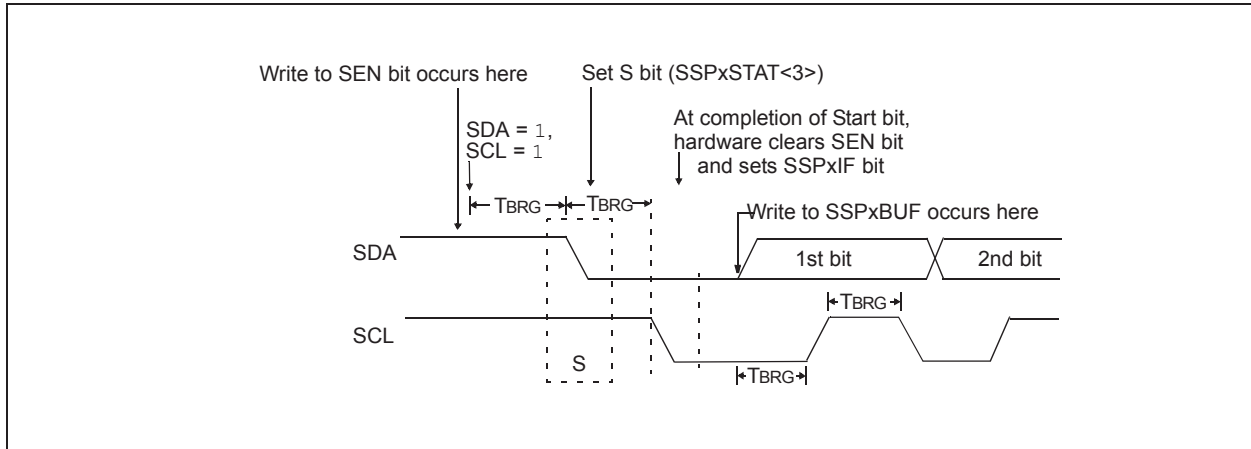 Write to SEN bit occurs here
Set S bit (SSPxSTAT<3>)
SDA = 1,
SCL = 1
At completion of Start bit,
hardware clears SEN bit
and sets SSPxIF bit
TBRG
TBRG
Write to SSPxBUF occurs here
SDA
1st bit
2nd bit
TBRG
SCL
S
TBRG